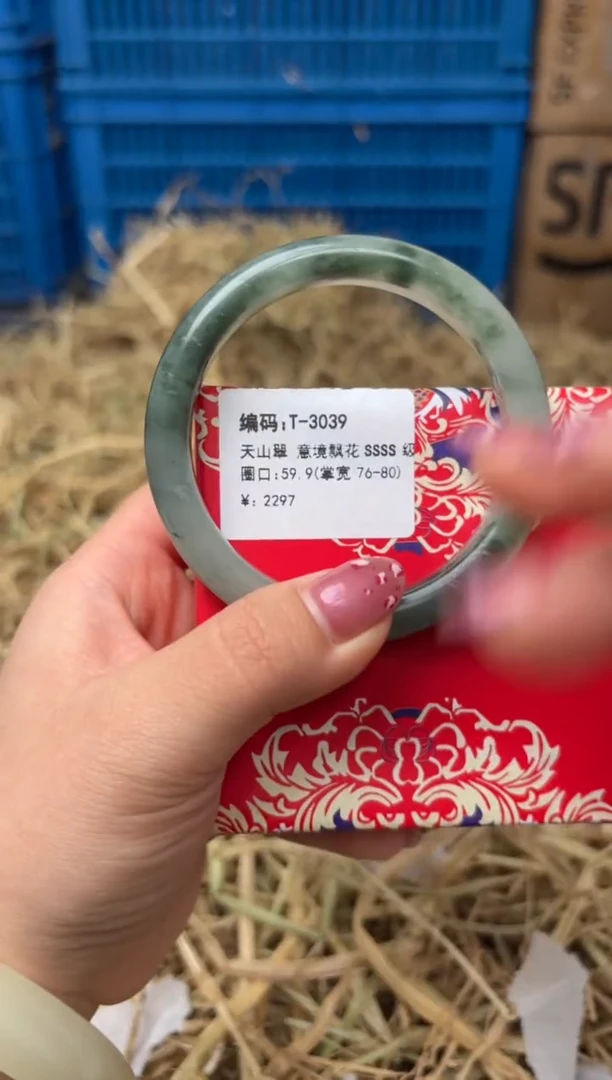 SP
编码:T-3039
天山翠 意境飘花 SSSS 级
圈口:59.9(掌宽 76-80)
¥: 2297